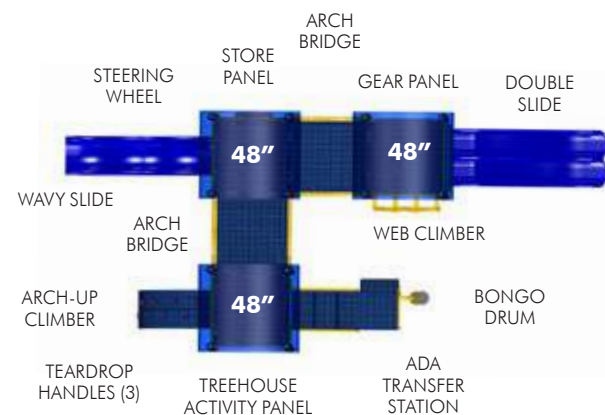 ARCH
BRIDGE
STORE
PANEL
STEERING
WHEEL
GEAR PANEL
DOUBLE
SLIDE
48”
48”
WAVY SLIDE
ARCH
BRIDGE
WEB CLIMBER
ARCH-UP
CLIMBER
48”
BONGO
DRUM
TEARDROP
HANDLES (3)
TREEHOUSE
ACTIVITY PANEL
ADA
TRANSFER
STATION